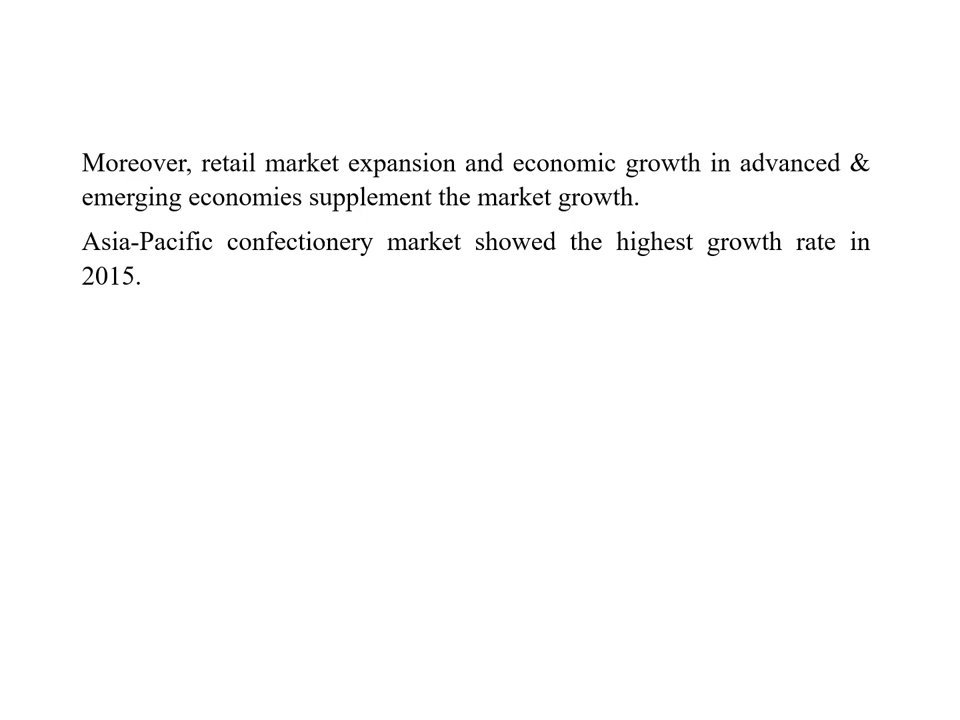 Moreover, retail market expansion and economic growth in advanced &
emerging economies supplement the market growth.
Asia-Pacific confectionery market showed the highest growth rate in
2015.